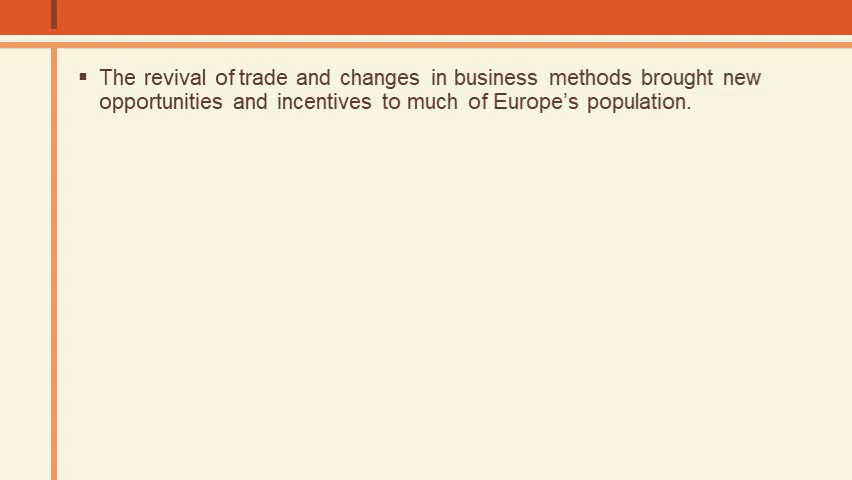 ▪ The revival of trade and changes in business methods brought new
opportunities and incentives to much of Europe’s population.